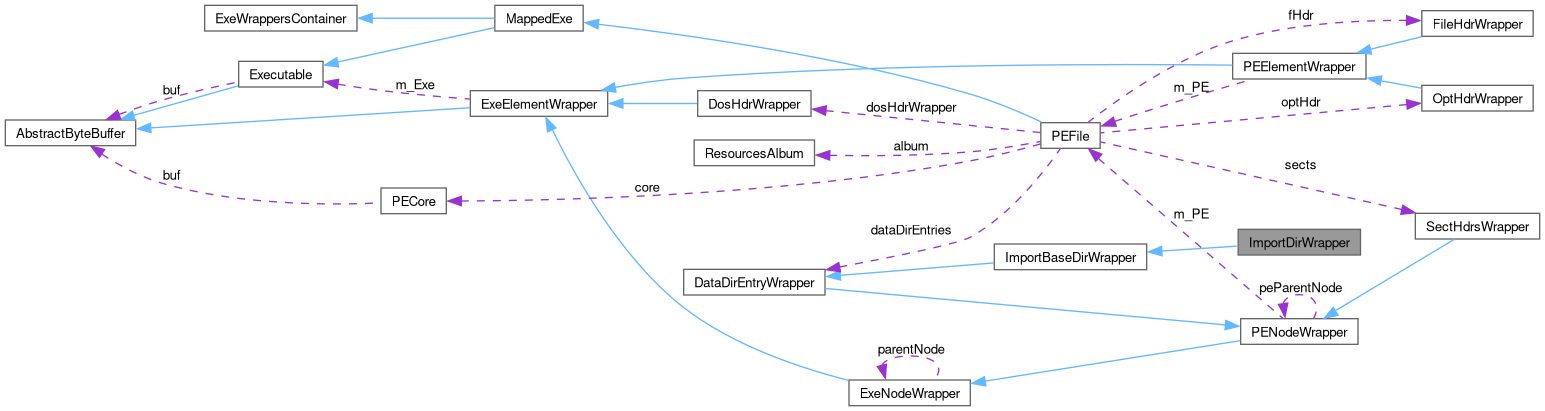 ExeWrappersContainer
MappedExe
fHdr
FileHdrWrapper
Executable
buf
m_Exe
PEElementWrapper
m_PE
ExeElementWrapper
DosHdrWrapper
dosHdrWrapper
optHdr
OptHdrWrapper
AbstractByteBuffer
PEFile
ResourcesAlbum
album
sects
buf
PECore
core
m_PE
SectHdrsWrapper
dataDirEntries
ImportDirWrapper
ImportBaseDirWrapper
DataDirEntryWrapper
peParentNode
PENodeWrapper
parentNode
ExeNodeWrapper